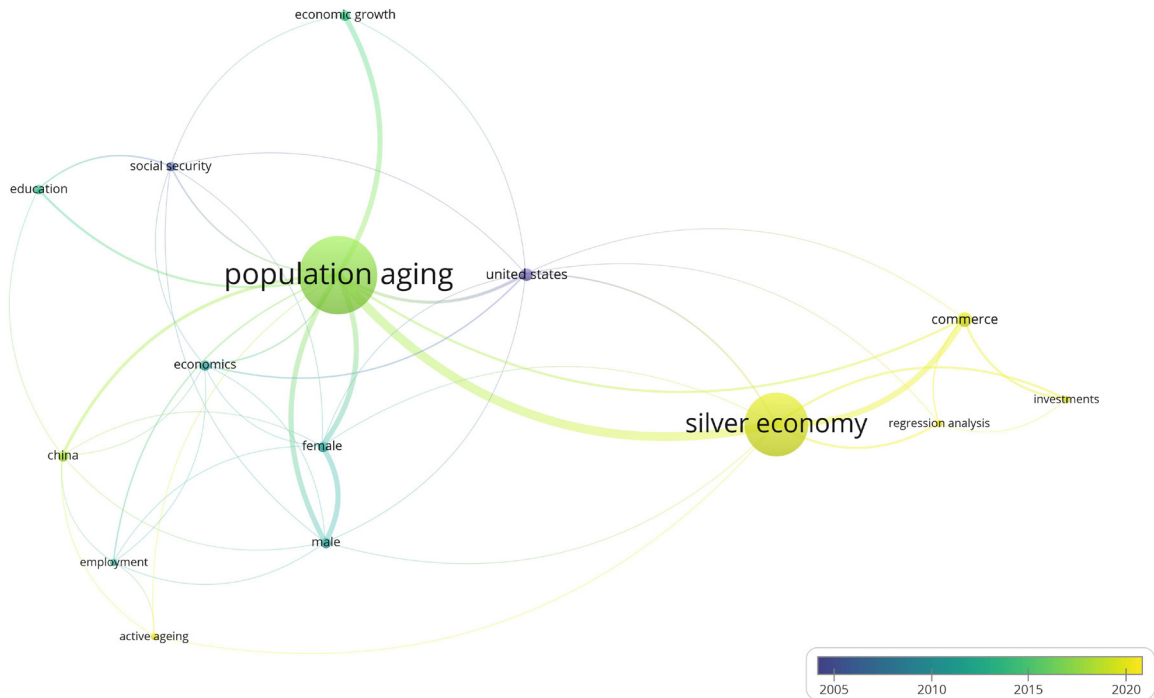 economic growth
social security
education
population aging
united states
commerce
economics
investments
silver economy
regression analysis
female
china
male
employment
active ageing
2005 2010 2015 2020